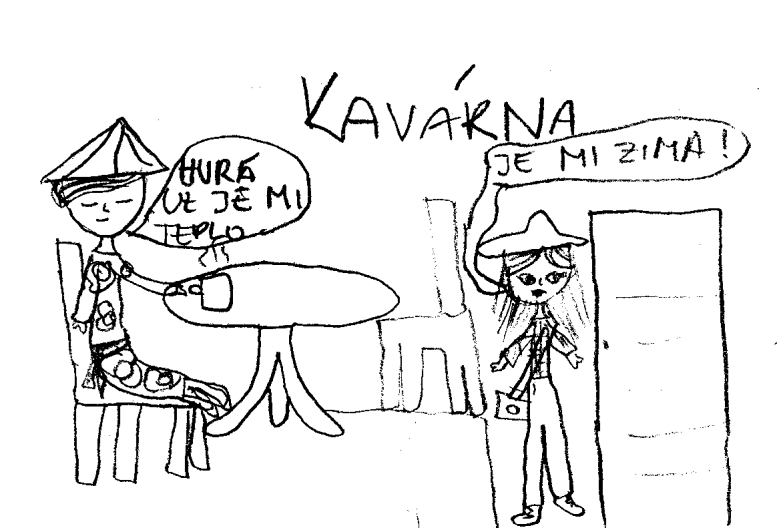 KAVÁRNA
HURÁ
UŽ JE MI
TEPLO
JE MI ZIMA!